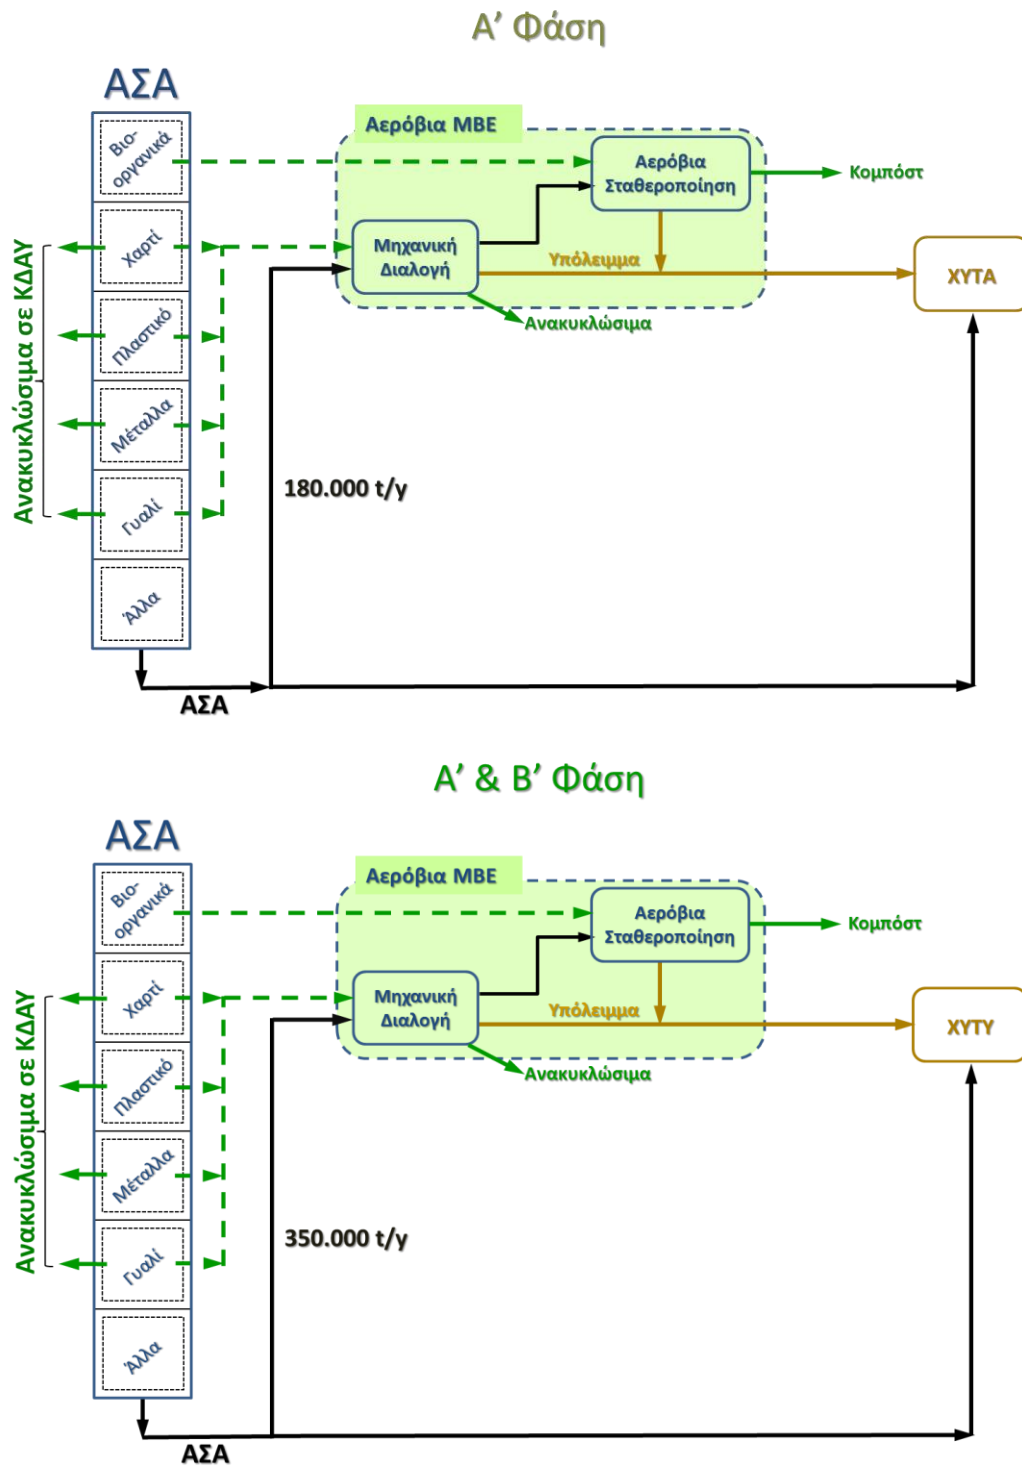 Α’ Φάση
ΑΣΑ
Βιο-
οργανικά
Χαρτί
Πλαστικό
Μέταλλα
Γυαλί
Άλλα
Ανακυκλώσιμα σε ΚΔΑΥ
Αερόβια ΜΒΕ
Αερόβια
Σταθεροποίηση
Κομπόστ
Μηχανική
Διαλογή
Υπόλειμμα
Ανακυκλώσιμα
ΧΥΤΑ
180.000 t/y
ΑΣΑ
Α’ & Β’ Φάση
ΑΣΑ
Βιο-
οργανικά
Χαρτί
Πλαστικό
Μέταλλα
Γυαλί
Άλλα
Ανακυκλώσιμα σε ΚΔΑΥ
Αερόβια ΜΒΕ
Αερόβια
Σταθεροποίηση
Κομπόστ
Μηχανική
Διαλογή
Υπόλειμμα
Ανακυκλώσιμα
ΧΥΤΥ
350.000 t/y
ΑΣΑ